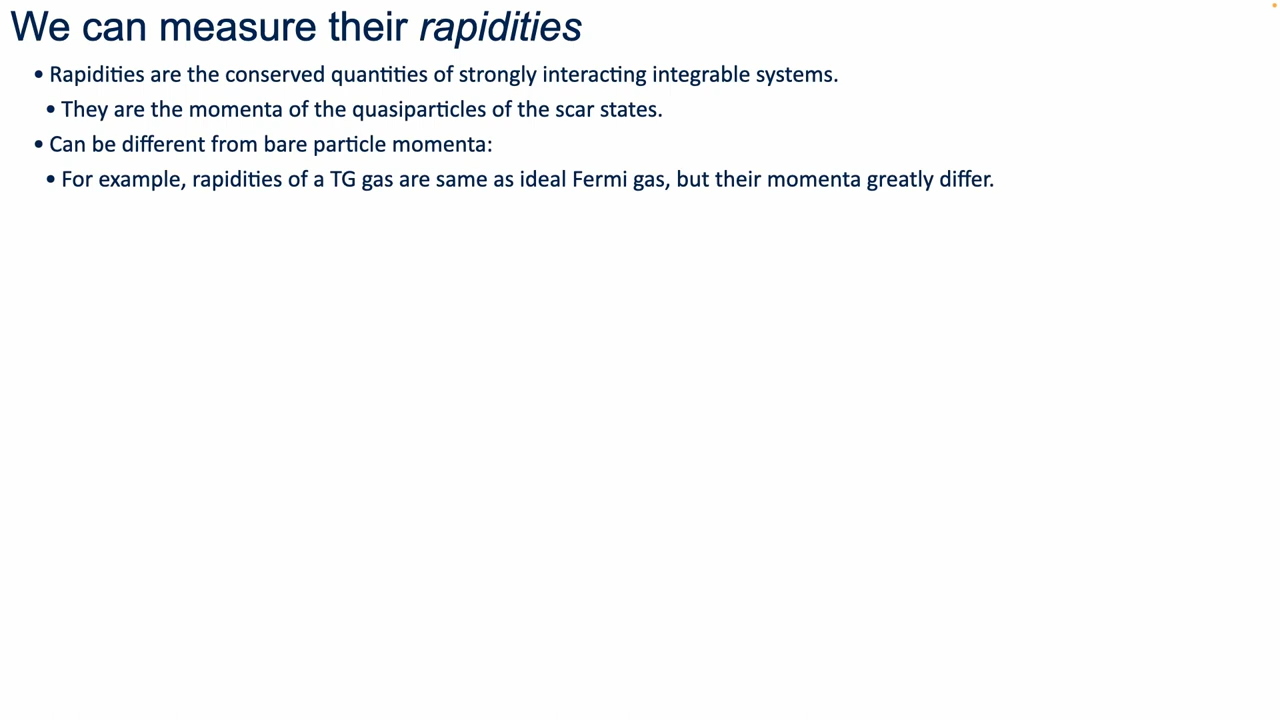 We can measure their rapidities
• Rapidities are the conserved quantities of strongly interacting integrable systems.
• They are the momenta of the quasiparticles of the scar states.
• Can be different from bare particle momenta:
• For example, rapidities of a TG gas are same as ideal Fermi gas, but their momenta greatly differ.